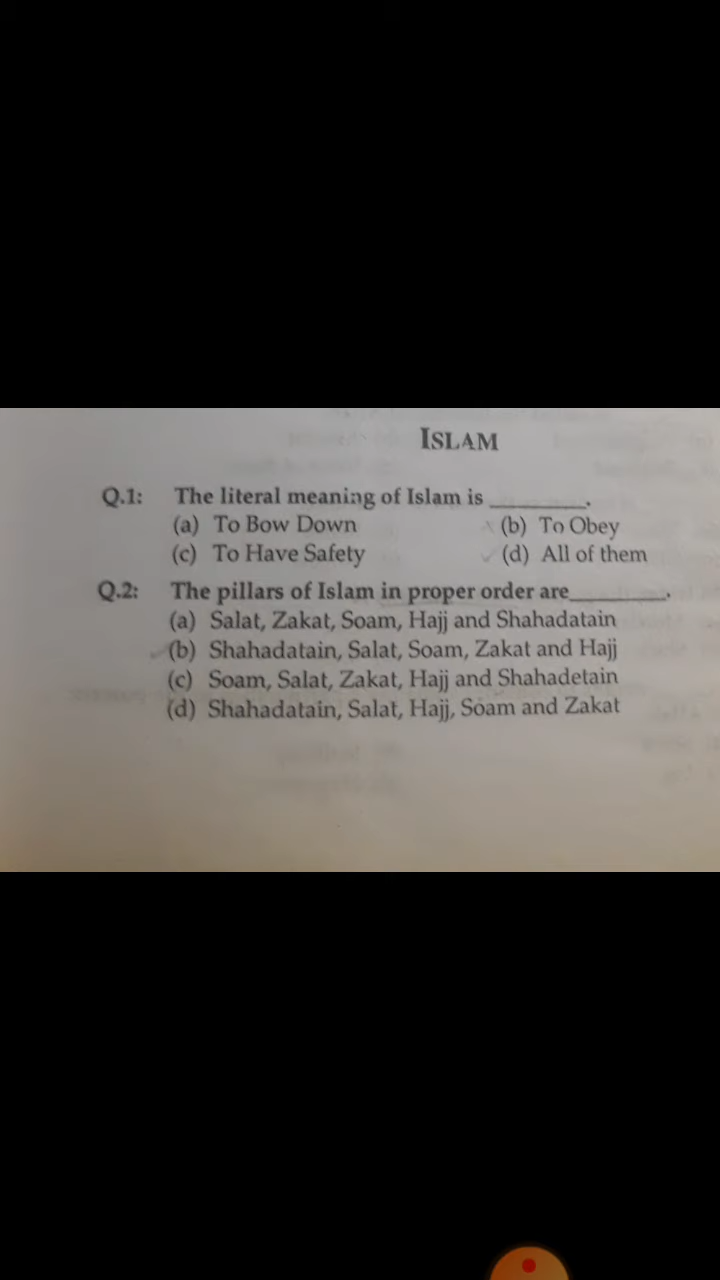 ISLAM
Q.1: The literal meaning of Islam is ________.
(a) To Bow Down (b) To Obey
(c) To Have Safety (d) All of them
Q.2: The pillars of Islam in proper order are________.
(a) Salat, Zakat, Soam, Hajj and Shahadatain
(b) Shahadatain, Salat, Soam, Zakat and Hajj
(c) Soam, Salat, Zakat, Hajj and Shahadetain
(d) Shahadatain, Salat, Hajj, Soam and Zakat